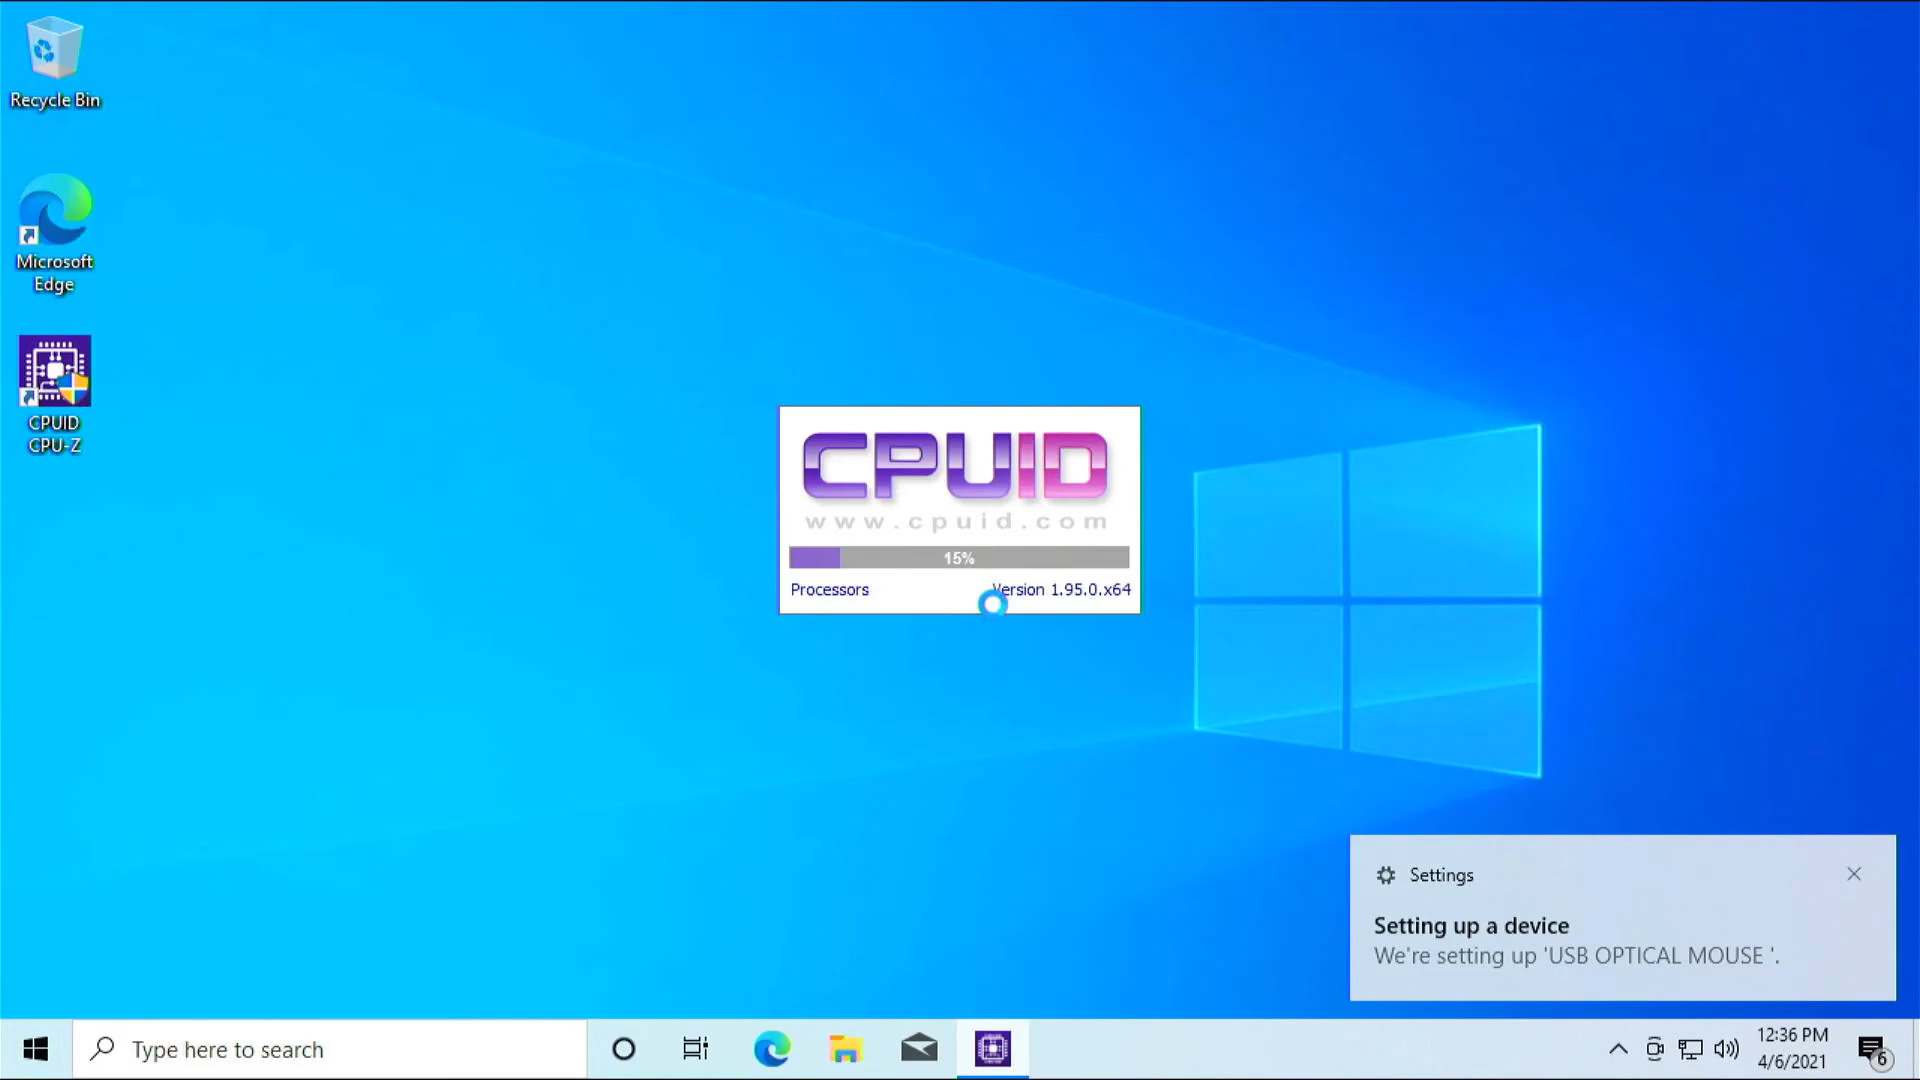 Recycle Bin
Microsoft
Edge
CPUID
CPU-Z
CPUID
www.cpuid.com
15%
Processors
Version 1.95.0.x64
Settings
Setting up a device
We're setting up 'USB OPTICAL MOUSE '.
Type here to search
12:36 PM
4/6/2021
6